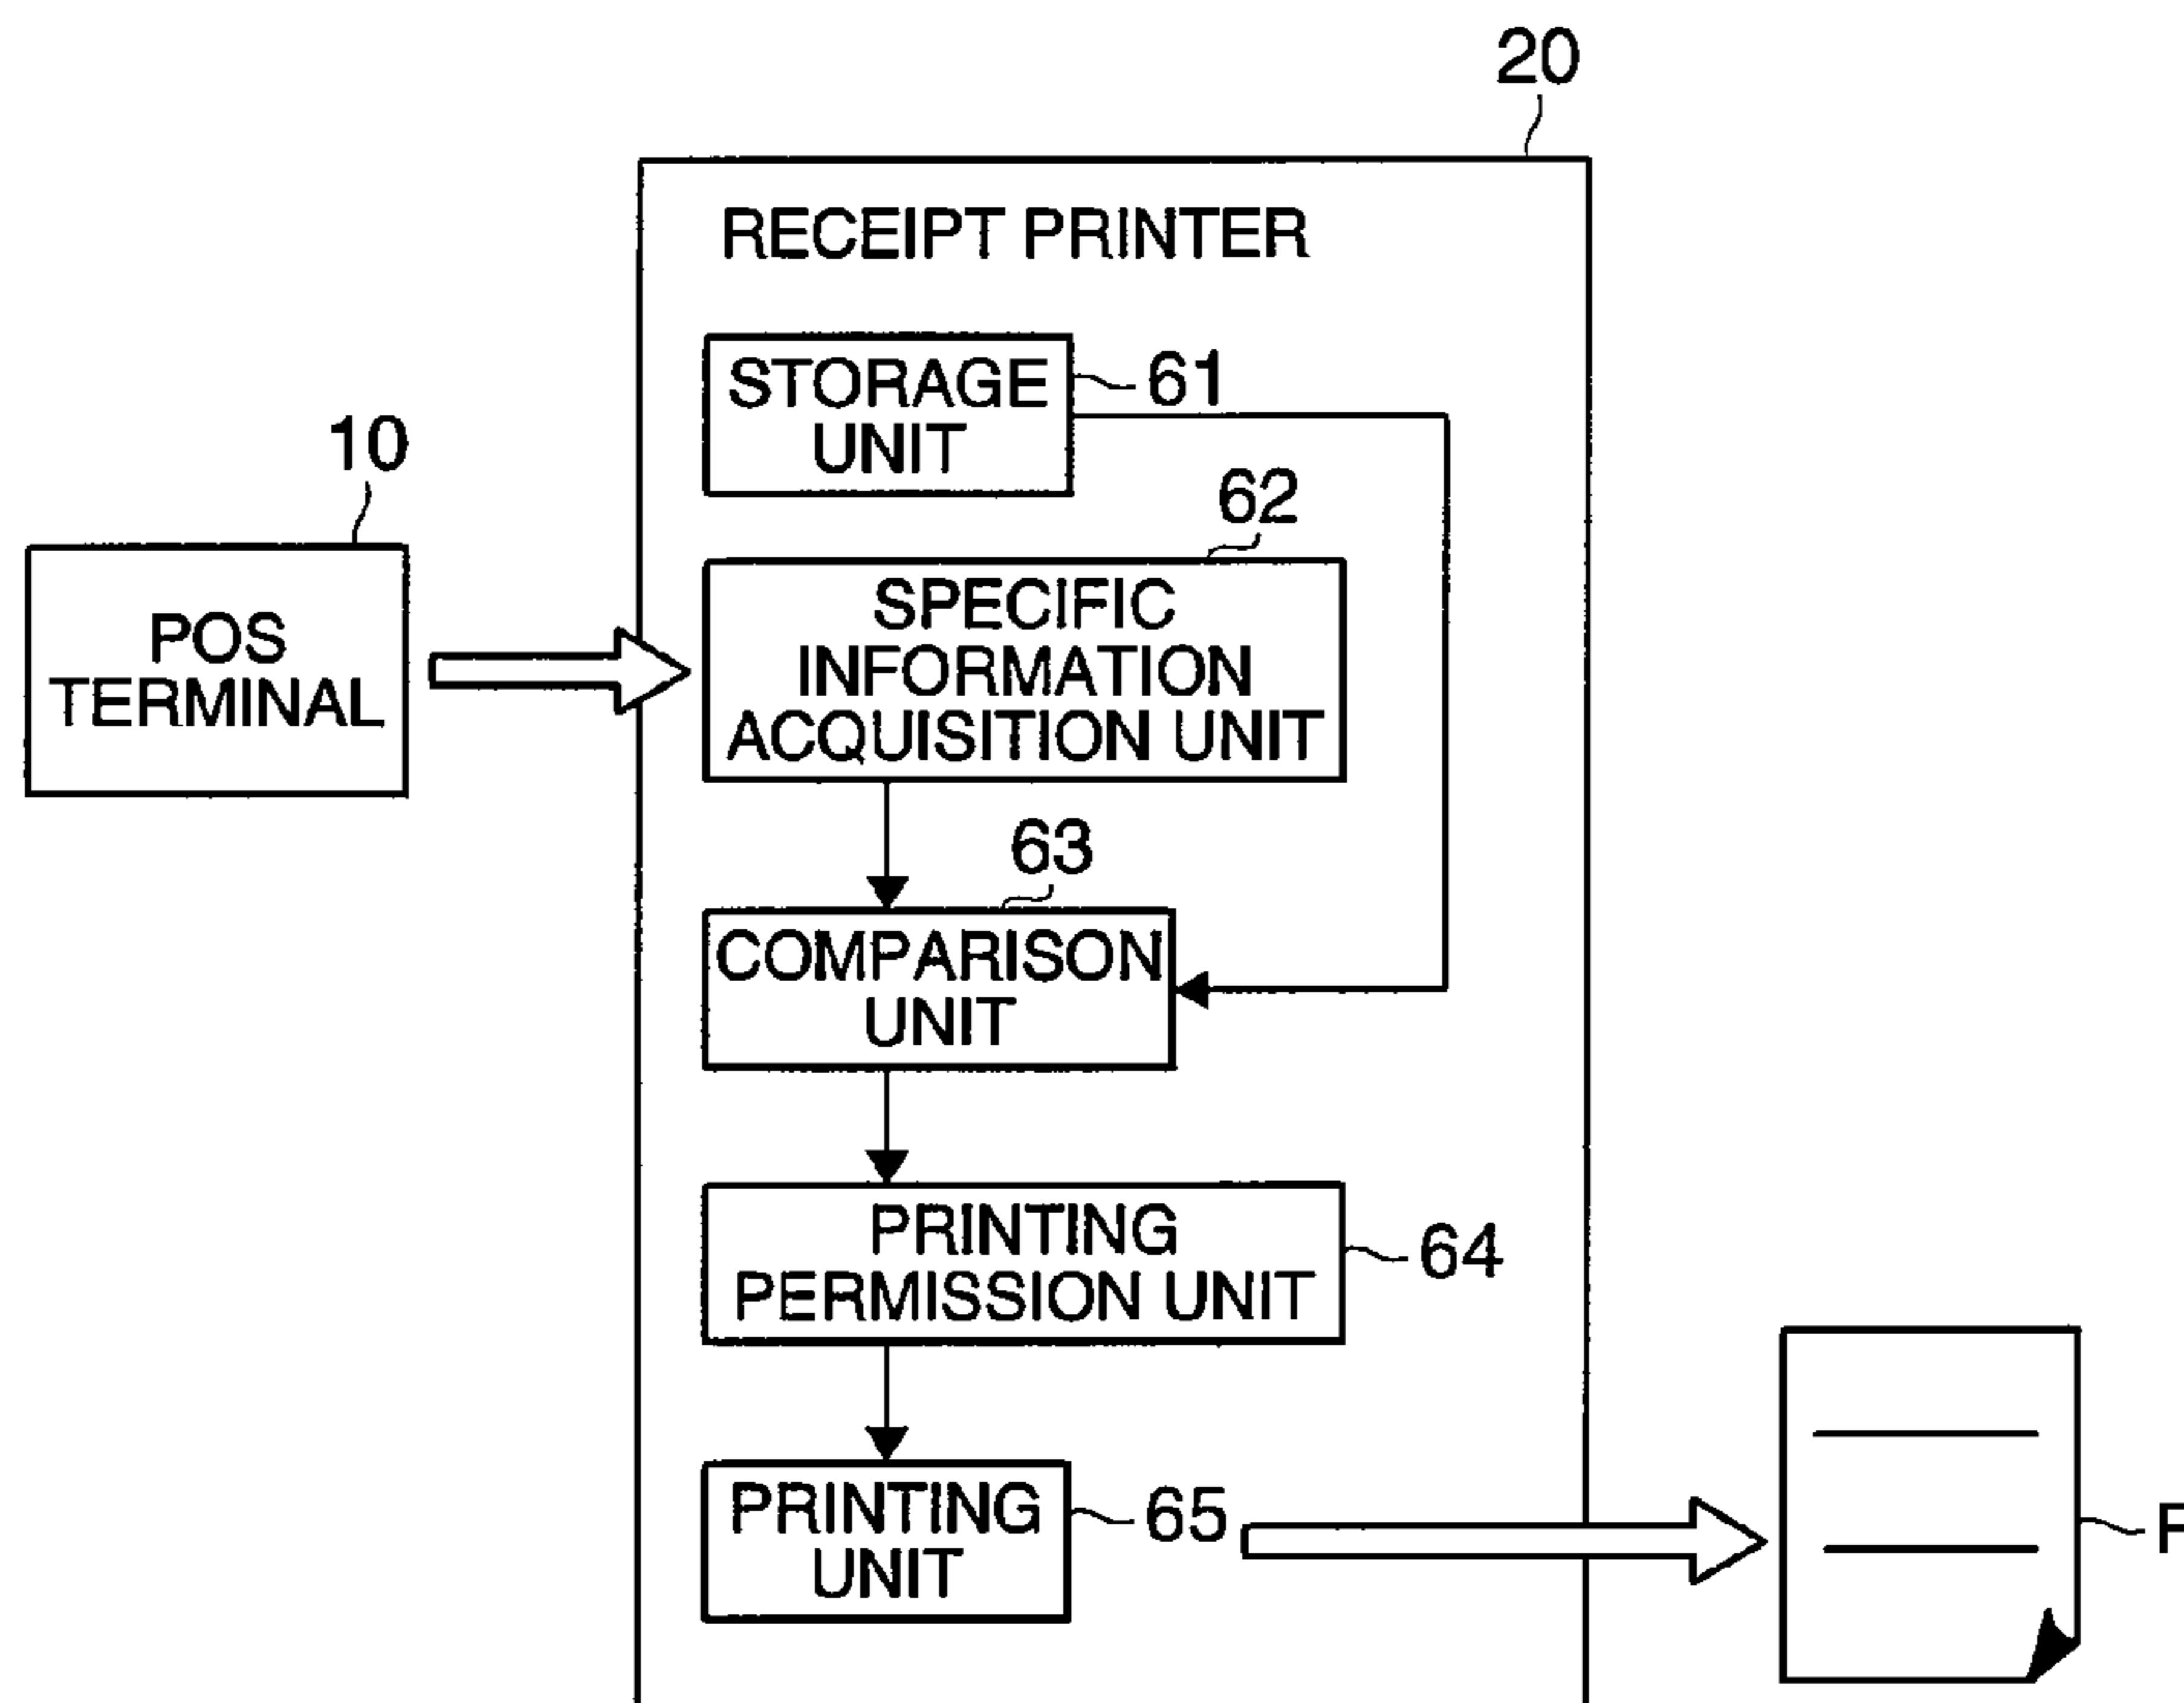 20
RECEIPT PRINTER
STORAGE
UNIT
61
10
POS
TERMINAL
62
SPECIFIC
INFORMATION
ACQUISITION UNIT
63
COMPARISON
UNIT
PRINTING
PERMISSION UNIT
64
PRINTING
UNIT
65